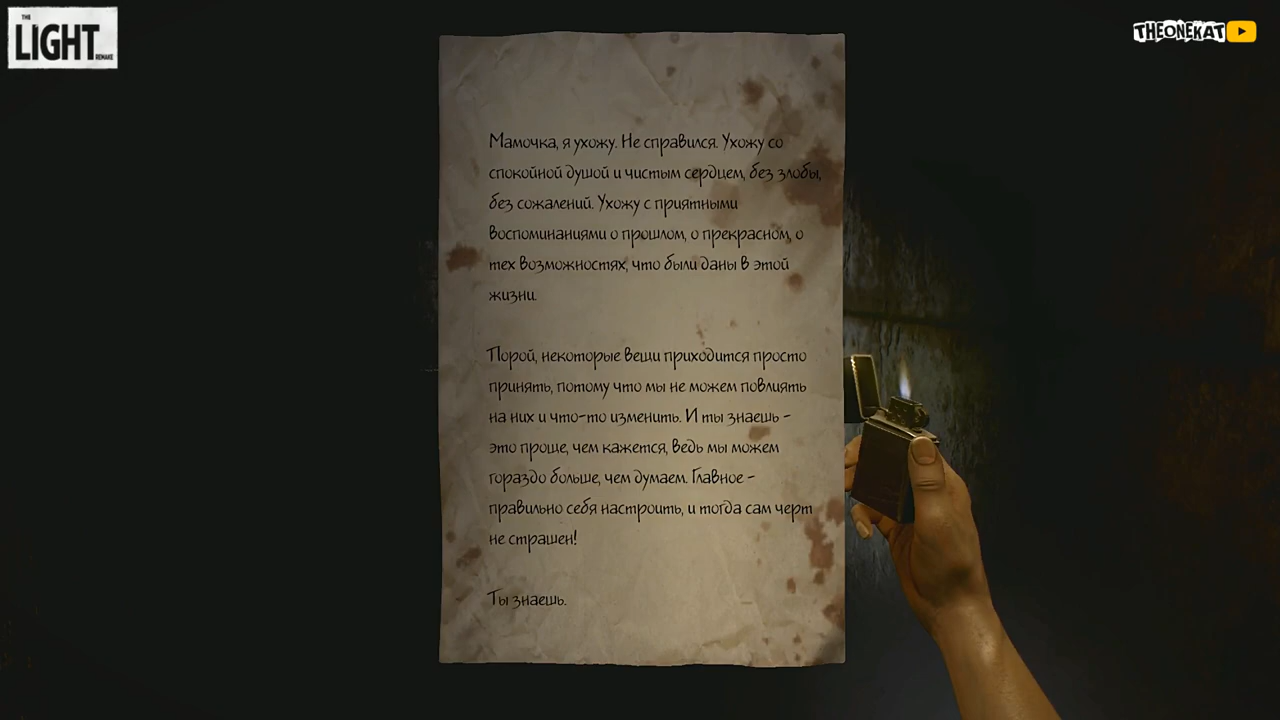 THE
LIGHT
REMAKE
THEONEKAT
Мамочка, я ухожу. Не справился. Ухожу со
спокойной душой и чистым сердцем, без злобы,
без сожалений. Ухожу с приятными
воспоминаниями о прошлом, о прекрасном, о
тех возможностях, что были даны в этой
жизни.
Порой, некоторые вещи приходится просто
принять, потому что мы не можем повлиять
на них и что-то изменить. И ты знаешь -
это проще, чем кажется, ведь мы можем
гораздо больше, чем думаем. Главное -
правильно себя настроить, и тогда сам черт
не страшен!
Ты знаешь.